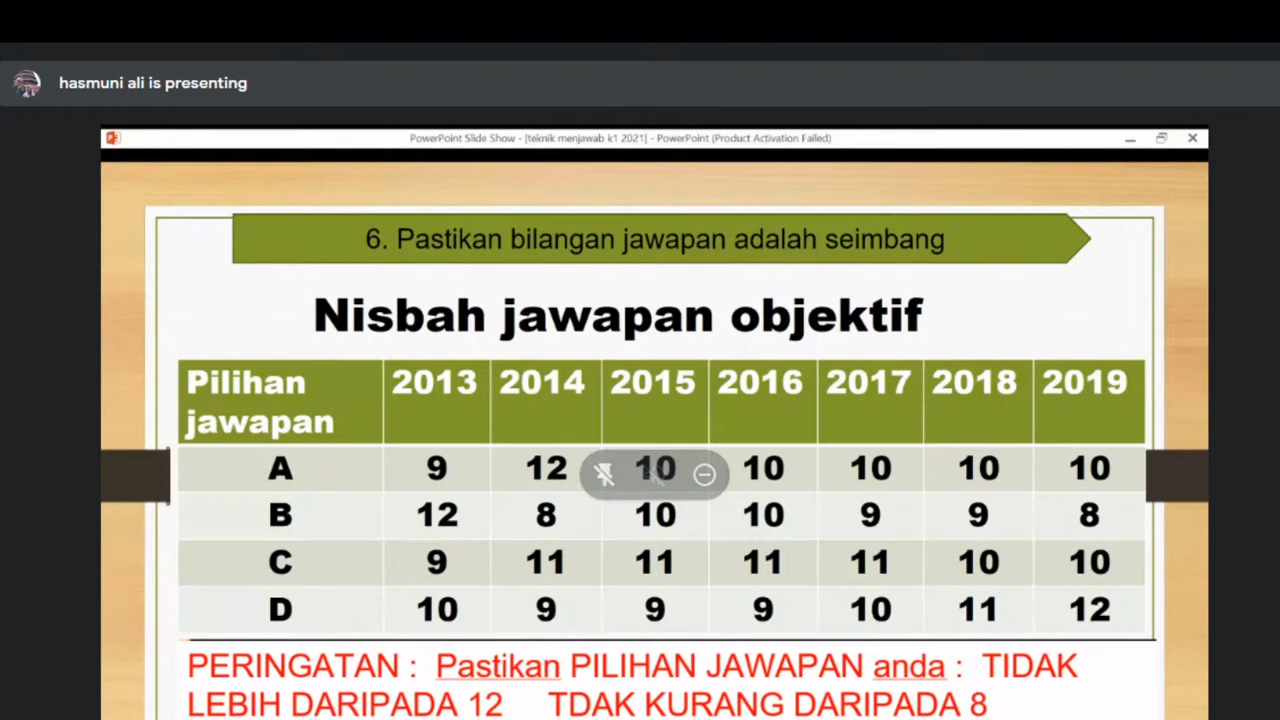 hasmuni ali is presenting
PowerPoint Slide Show - [teknik menjawab k1 2021] - PowerPoint (Product Activation Failed)
6. Pastikan bilangan jawapan adalah seimbang
Nisbah jawapan objektif
Pilihan jawapan 2013 2014 2015 2016 2017 2018 2019
A 9 12 10 10 10 10 10
B 12 8 10 10 9 9 8
C 9 11 11 11 11 10 10
D 10 9 9 9 10 11 12
PERINGATAN : Pastikan PILIHAN JAWAPAN anda : TIDAK
LEBIH DARIPADA 12 TDAK KURANG DARIPADA 8